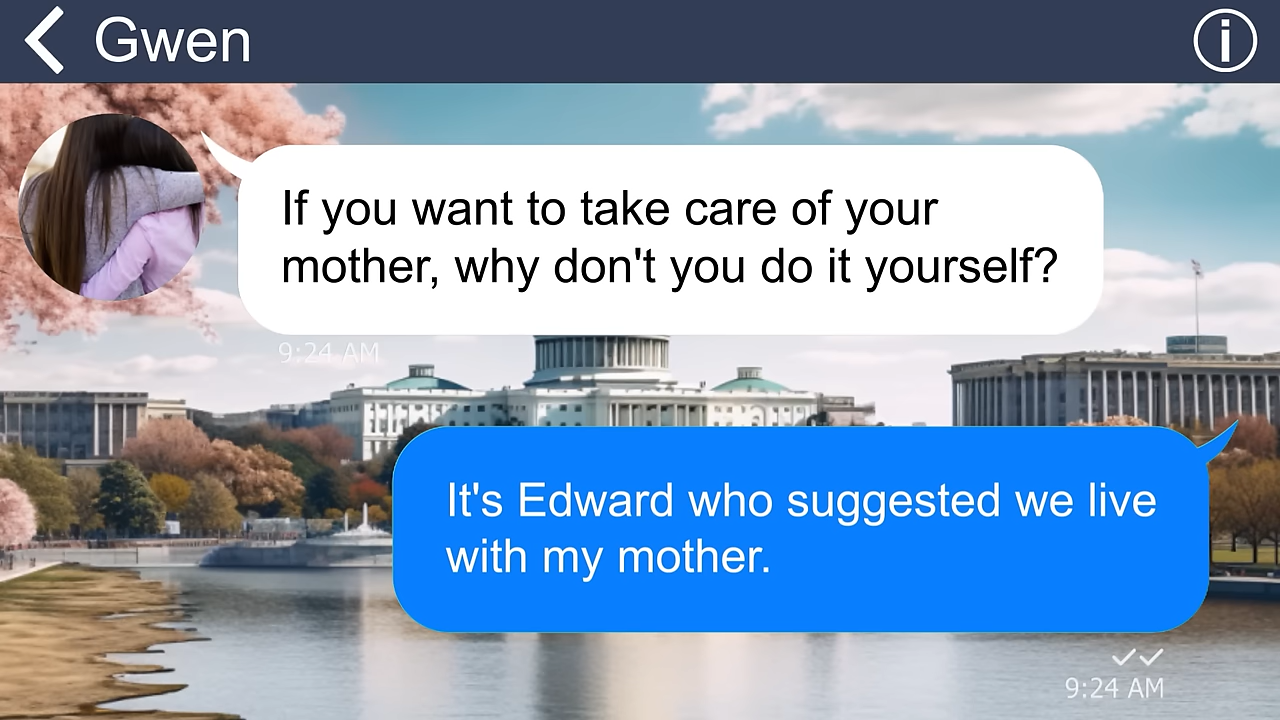 Gwen
If you want to take care of your
mother, why don't you do it yourself?
9:24 AM
It's Edward who suggested we live
with my mother.
9:24 AM